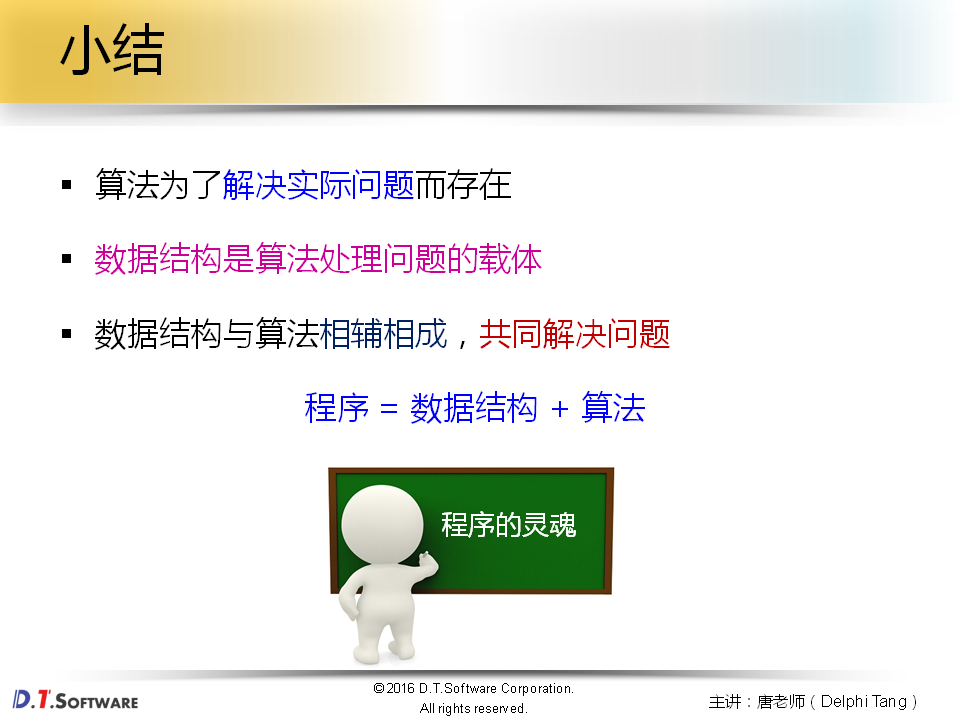 小结
▪ 算法为了解决实际问题而存在
▪ 数据结构是算法处理问题的载体
▪ 数据结构与算法相辅相成，共同解决问题
程序 = 数据结构 + 算法
程序的灵魂
D.T.SOFTWARE
©2016 D.T.Software Corporation.
All rights reserved.
主讲：唐老师（Delphi Tang）